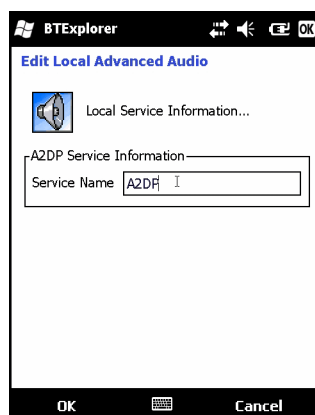 BTExplorer OK
Edit Local Advanced Audio
Local Service Information...
A2DP Service Information
Service Name A2DP
OK Cancel